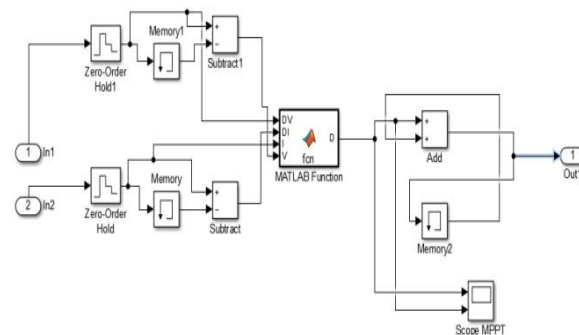 Memory1
+
−
Zero-Order
Hold1
Subtract1
1
In1
DV
DI
I
V
fcn
D
MATLAB Function
+
+
Add
1
Out1
2
In2
Memory
+
−
Zero-Order
Hold
Subtract
Memory2
Scope MPPT